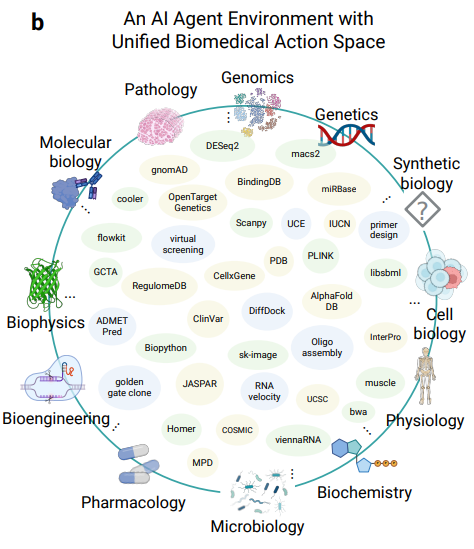 b
An AI Agent Environment with
Unified Biomedical Action Space
Genomics
Pathology
Genetics
Molecular
biology
Synthetic
biology
?
DESeq2
macs2
gnomAD
BindingDB
miRBase
cooler
OpenTarget
Genetics
Scanpy
UCE
IUCN
primer
design
flowkit
virtual
screening
PDB
PLINK
GCTA
CellxGene
libsbml
RegulomeDB
AlphaFold
DB
Biophysics
ADMET
Pred
ClinVar
DiffDock
Cell
biology
Biopython
sk-image
Oligo
assembly
InterPro
golden
gate clone
JASPAR
RNA
velocity
UCSC
muscle
bwa
Bioengineering
Physiology
Homer
COSMIC
viennaRNA
MPD
P
P
P
Pharmacology
Biochemistry
Microbiology